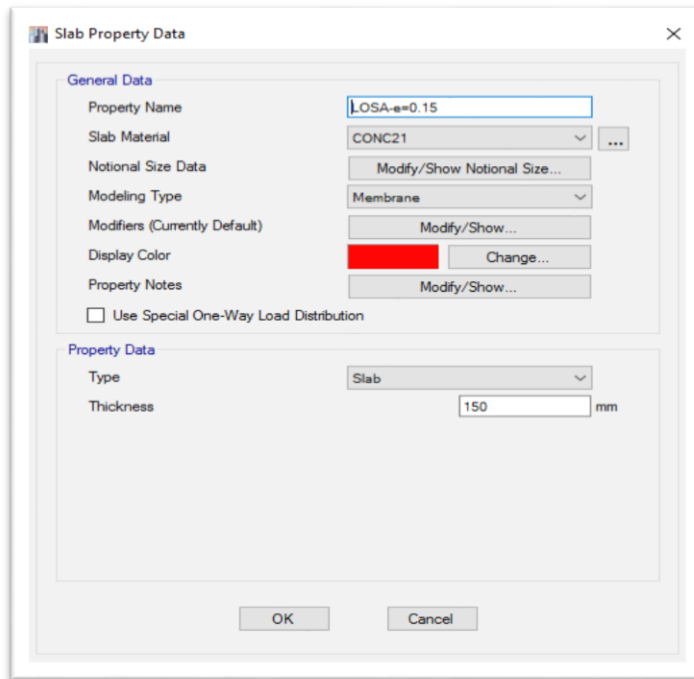 Slab Property Data
General Data
Property Name LOSA-e=0.15
Slab Material CONC21 ...
Notional Size Data Modify/Show Notional Size...
Modeling Type Membrane
Modifiers (Currently Default) Modify/Show...
Display Color Change...
Property Notes Modify/Show...
Use Special One-Way Load Distribution
Property Data
Type Slab
Thickness 150 mm
OK Cancel